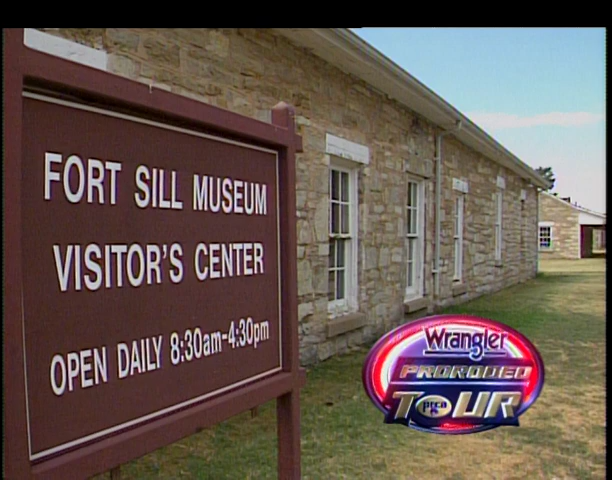 FORT SILL MUSEUM
VISITOR'S CENTER
OPEN DAILY 8:30am-4:30pm
Wrangler
PRORODEO
prca
TOUR